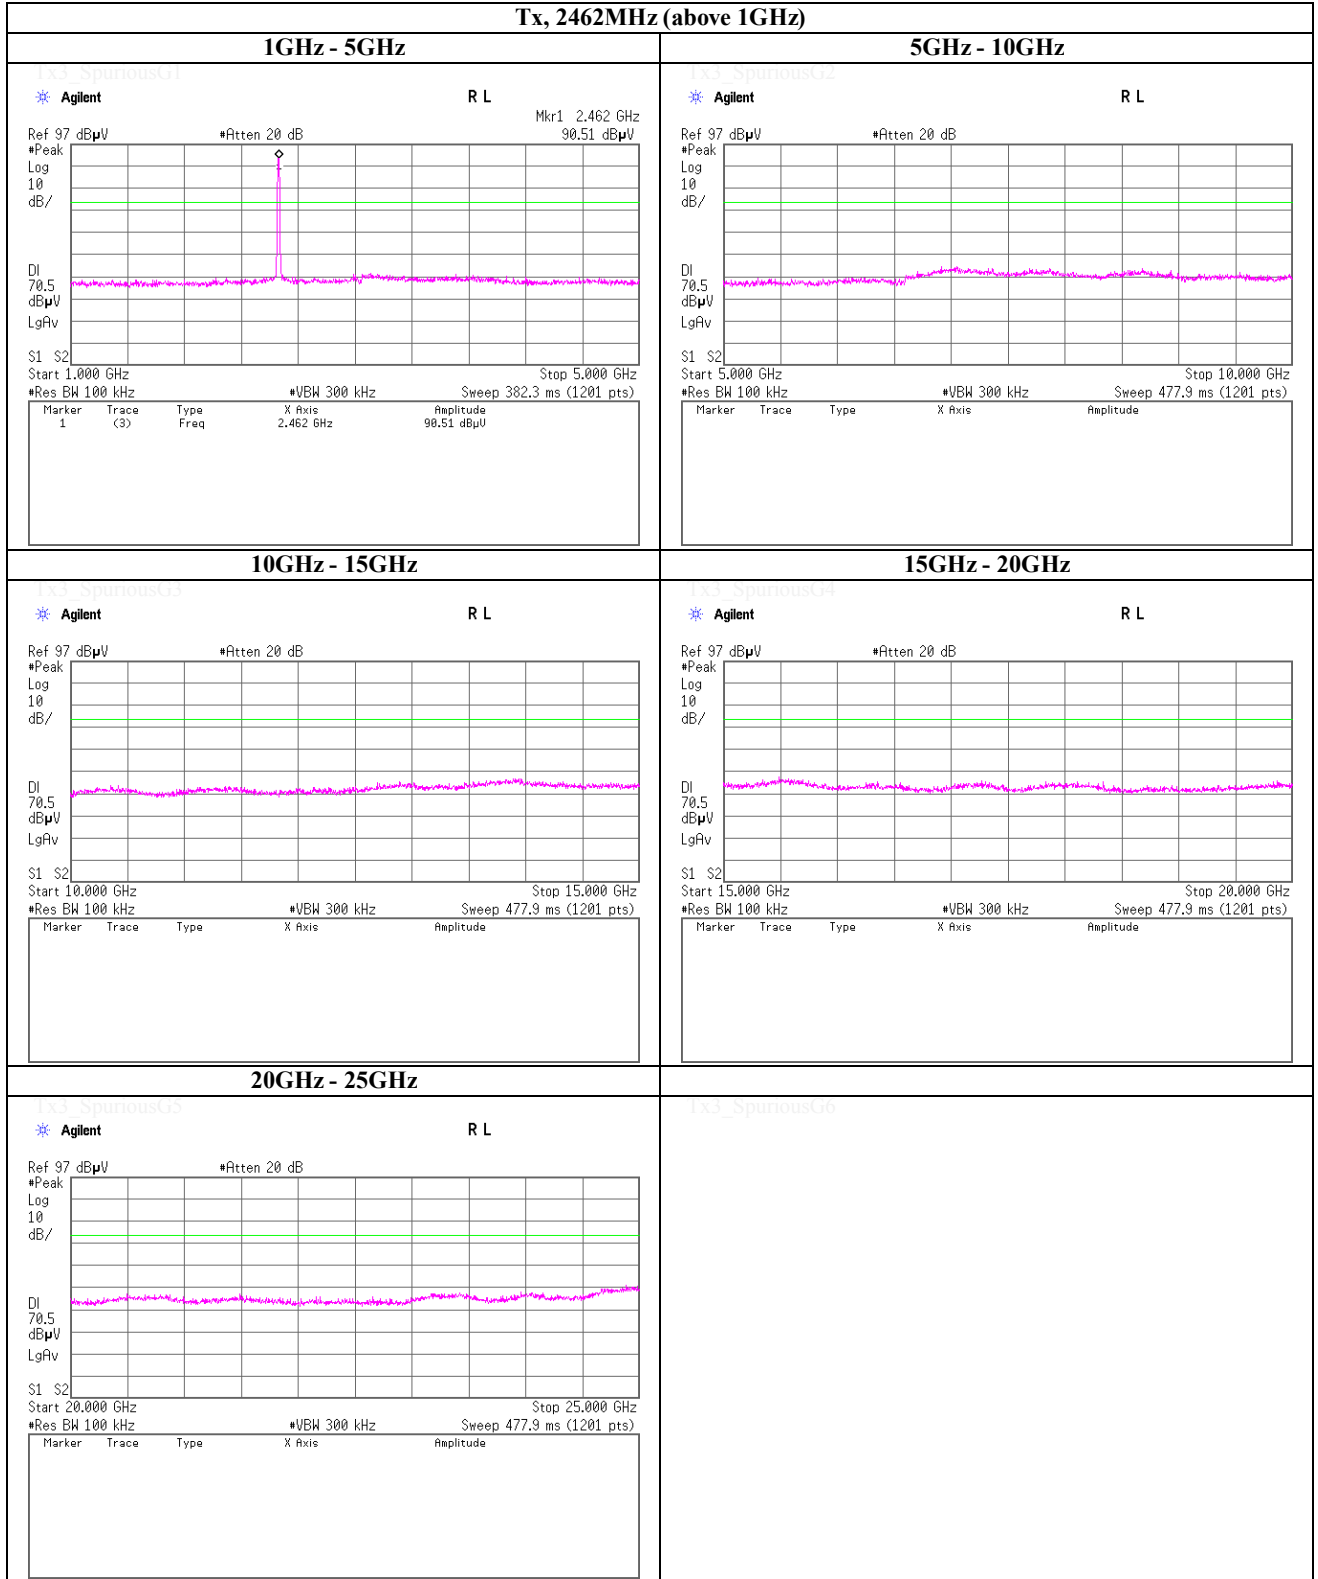 Tx, 2462MHz (above 1GHz)
1GHz - 5GHz
Tx3_SpuriousG1
Agilent R L
Mkr1 2.462 GHz
Ref 97 dBµV #Atten 20 dB 90.51 dBµV
#Peak
Log
10
dB/
DI
70.5
dBµV
LgAv
S1 S2
Start 1.000 GHz Stop 5.000 GHz
#Res BW 100 kHz #VBW 300 kHz Sweep 382.3 ms (1201 pts)
Marker Trace Type X Axis Amplitude
1 (3) Freq 2.462 GHz 90.51 dBµV
5GHz - 10GHz
Tx3_SpuriousG2
Agilent R L
Ref 97 dBµV #Atten 20 dB
#Peak
Log
10
dB/
DI
70.5
dBµV
LgAv
S1 S2
Start 5.000 GHz Stop 10.000 GHz
#Res BW 100 kHz #VBW 300 kHz Sweep 477.9 ms (1201 pts)
Marker Trace Type X Axis Amplitude
10GHz - 15GHz
Tx3_SpuriousG3
Agilent R L
Ref 97 dBµV #Atten 20 dB
#Peak
Log
10
dB/
DI
70.5
dBµV
LgAv
S1 S2
Start 10.000 GHz Stop 15.000 GHz
#Res BW 100 kHz #VBW 300 kHz Sweep 477.9 ms (1201 pts)
Marker Trace Type X Axis Amplitude
15GHz - 20GHz
Tx3_SpuriousG4
Agilent R L
Ref 97 dBµV #Atten 20 dB
#Peak
Log
10
dB/
DI
70.5
dBµV
LgAv
S1 S2
Start 15.000 GHz Stop 20.000 GHz
#Res BW 100 kHz #VBW 300 kHz Sweep 477.9 ms (1201 pts)
Marker Trace Type X Axis Amplitude
20GHz - 25GHz
Tx3_SpuriousG5
Agilent R L
Ref 97 dBµV #Atten 20 dB
#Peak
Log
10
dB/
DI
70.5
dBµV
LgAv
S1 S2
Start 20.000 GHz Stop 25.000 GHz
#Res BW 100 kHz #VBW 300 kHz Sweep 477.9 ms (1201 pts)
Marker Trace Type X Axis Amplitude
Tx3_SpuriousG6